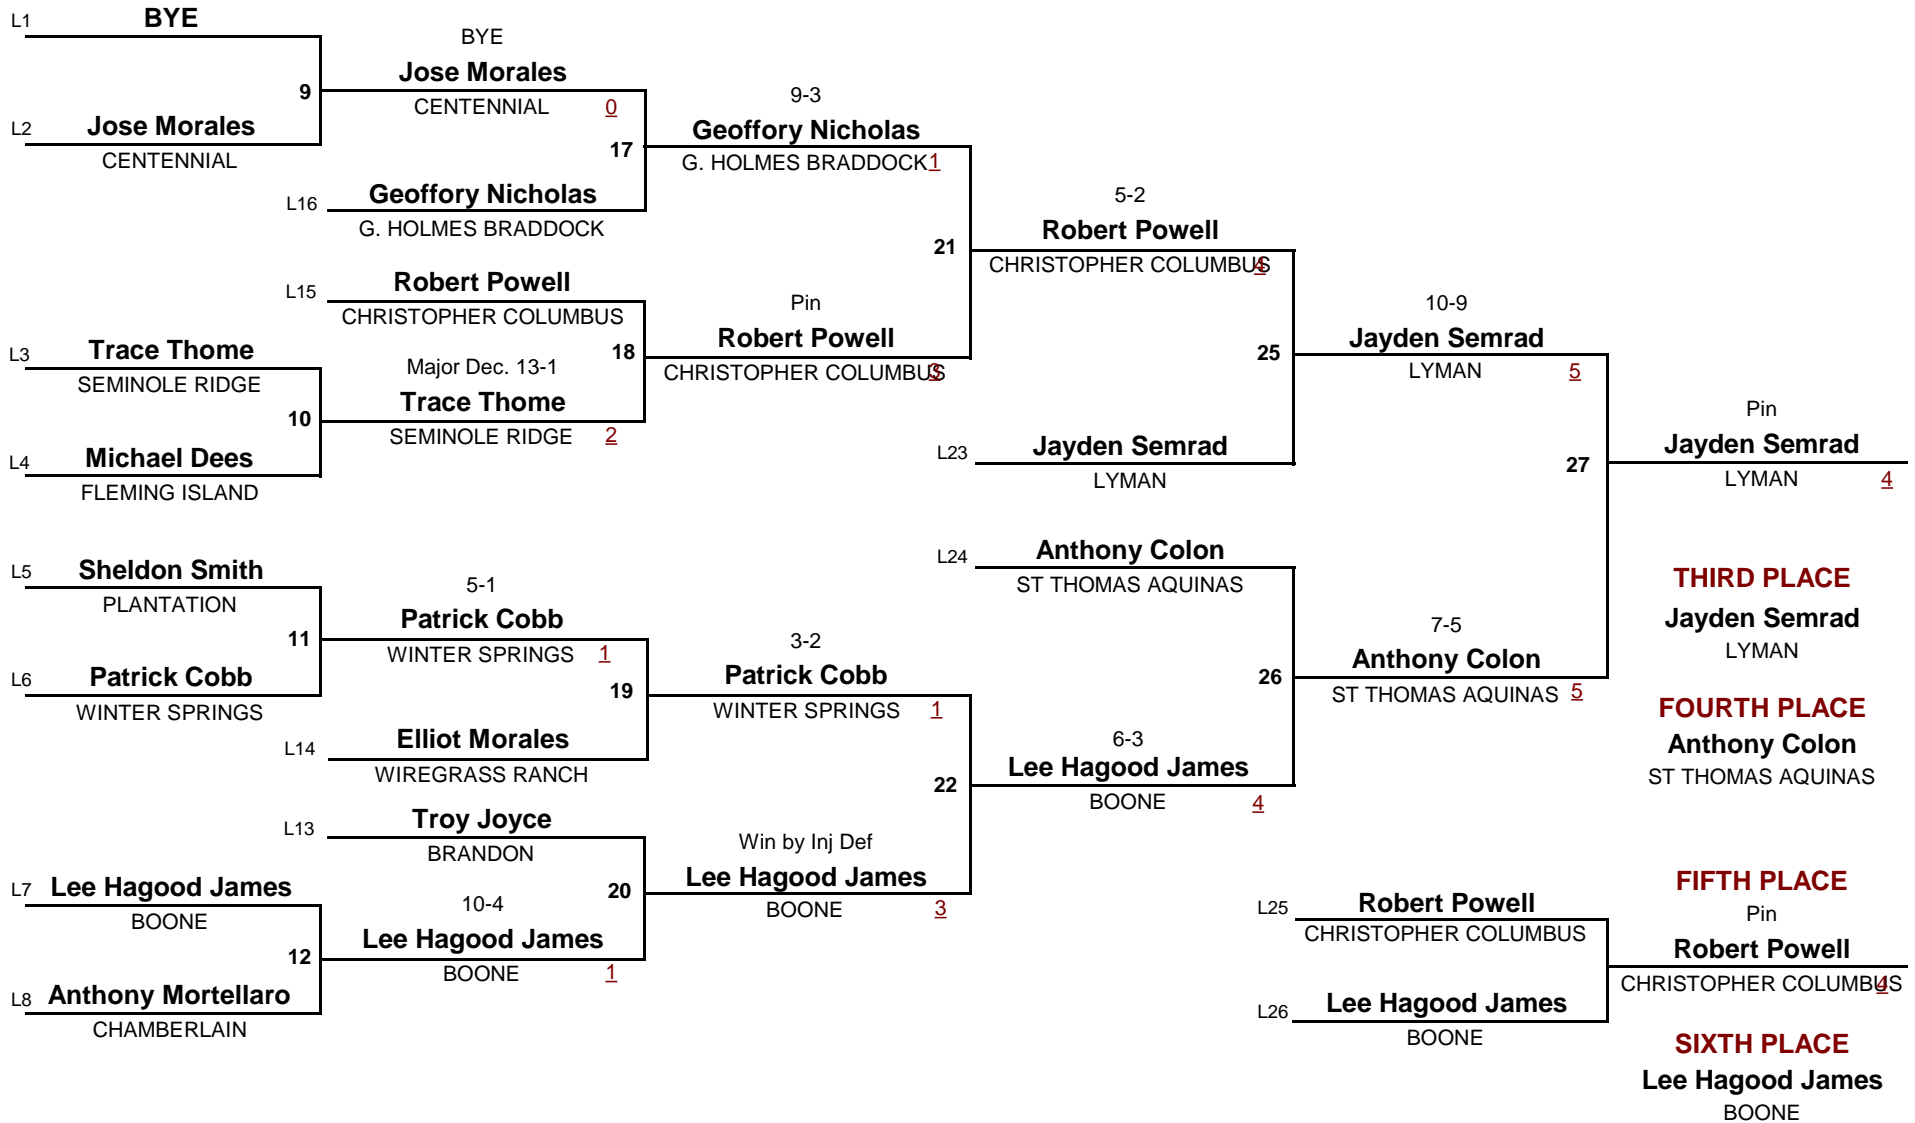 L1 BYE
BYE
Jose Morales
9
CENTENNIAL 0
L2 Jose Morales
CENTENNIAL
9-3
Geoffory Nicholas
17
G. HOLMES BRADDOCK 1
L16 Geoffory Nicholas
G. HOLMES BRADDOCK
5-2
Robert Powell
21
CHRISTOPHER COLUMBUS 4
L15 Robert Powell
CHRISTOPHER COLUMBUS
Pin
Robert Powell
18
CHRISTOPHER COLUMBUS 3
L3 Trace Thome
SEMINOLE RIDGE
Major Dec. 13-1
Trace Thome
10
SEMINOLE RIDGE 2
L4 Michael Dees
FLEMING ISLAND
10-9
Jayden Semrad
25
LYMAN 5
L23 Jayden Semrad
LYMAN
Pin
Jayden Semrad
27
LYMAN 4
L5 Sheldon Smith
PLANTATION
5-1
Patrick Cobb
11
WINTER SPRINGS 1
L6 Patrick Cobb
WINTER SPRINGS
3-2
Patrick Cobb
19
WINTER SPRINGS 1
L14 Elliot Morales
WIREGRASS RANCH
L24 Anthony Colon
ST THOMAS AQUINAS
7-5
Anthony Colon
26
ST THOMAS AQUINAS 5
6-3
Lee Hagood James
22
BOONE 4
L13 Troy Joyce
BRANDON
Win by Inj Def
Lee Hagood James
20
BOONE 3
L7 Lee Hagood James
BOONE
10-4
Lee Hagood James
12
BOONE 1
L8 Anthony Mortellaro
CHAMBERLAIN
THIRD PLACE
Jayden Semrad
LYMAN
FOURTH PLACE
Anthony Colon
ST THOMAS AQUINAS
L25 Robert Powell
CHRISTOPHER COLUMBUS
L26 Lee Hagood James
BOONE
FIFTH PLACE
Pin
Robert Powell
CHRISTOPHER COLUMBUS 4
SIXTH PLACE
Lee Hagood James
BOONE